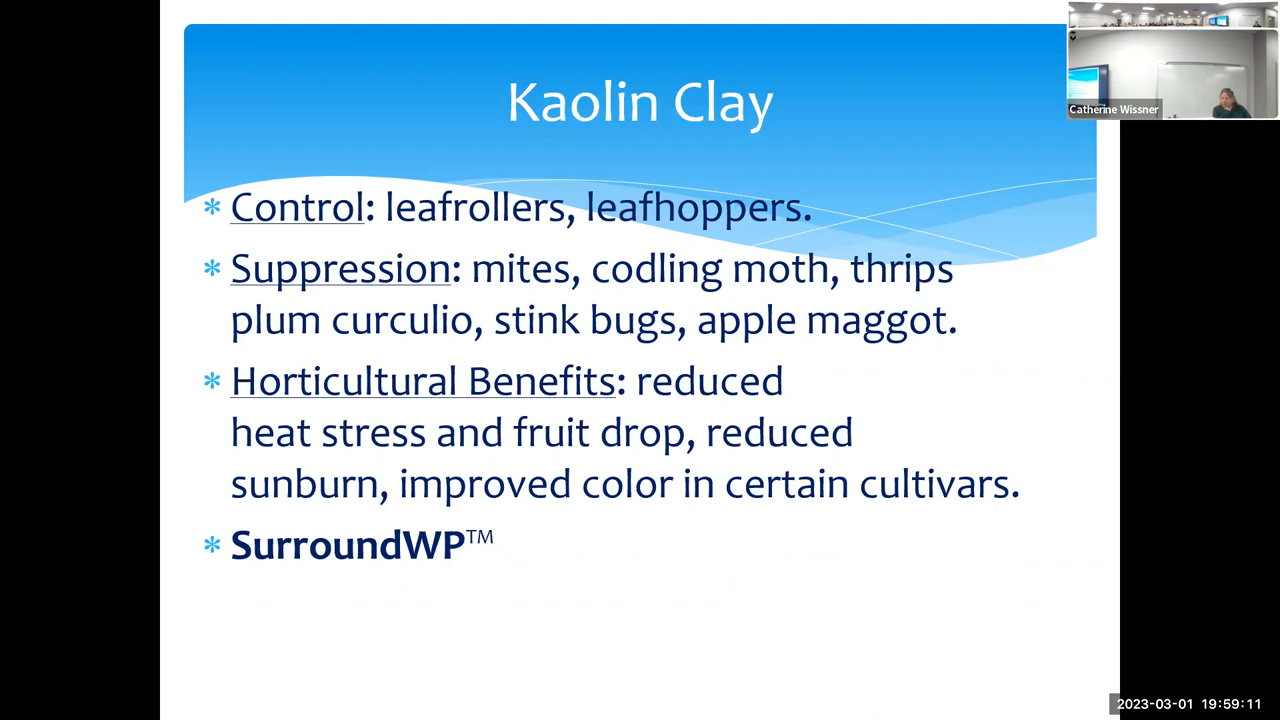 Kaolin Clay
Catherine Wissner
* Control: leafrollers, leafhoppers.
* Suppression: mites, codling moth, thrips
plum curculio, stink bugs, apple maggot.
* Horticultural Benefits: reduced
heat stress and fruit drop, reduced
sunburn, improved color in certain cultivars.
* SurroundWP™
2023-03-01 19:59:11